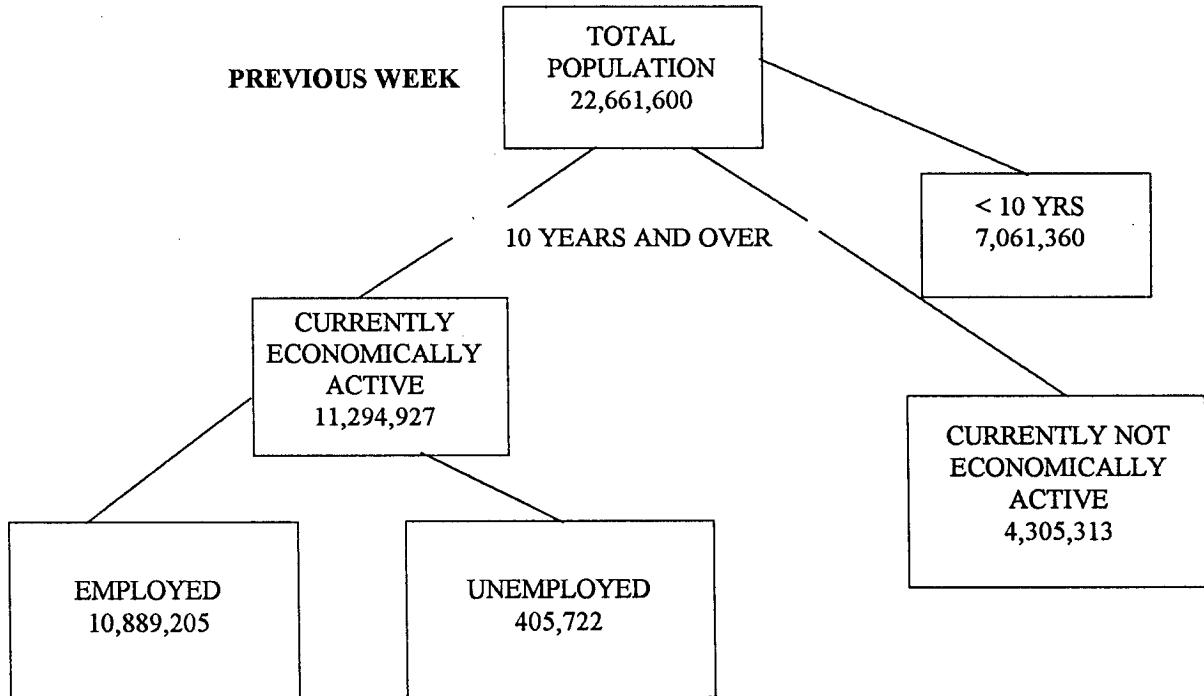 TOTAL
POPULATION
22,661,600
PREVIOUS WEEK
< 10 YRS
7,061,360
10 YEARS AND OVER
CURRENTLY
ECONOMICALLY
ACTIVE
11,294,927
CURRENTLY NOT
ECONOMICALLY
ACTIVE
4,305,313
EMPLOYED
10,889,205
UNEMPLOYED
405,722